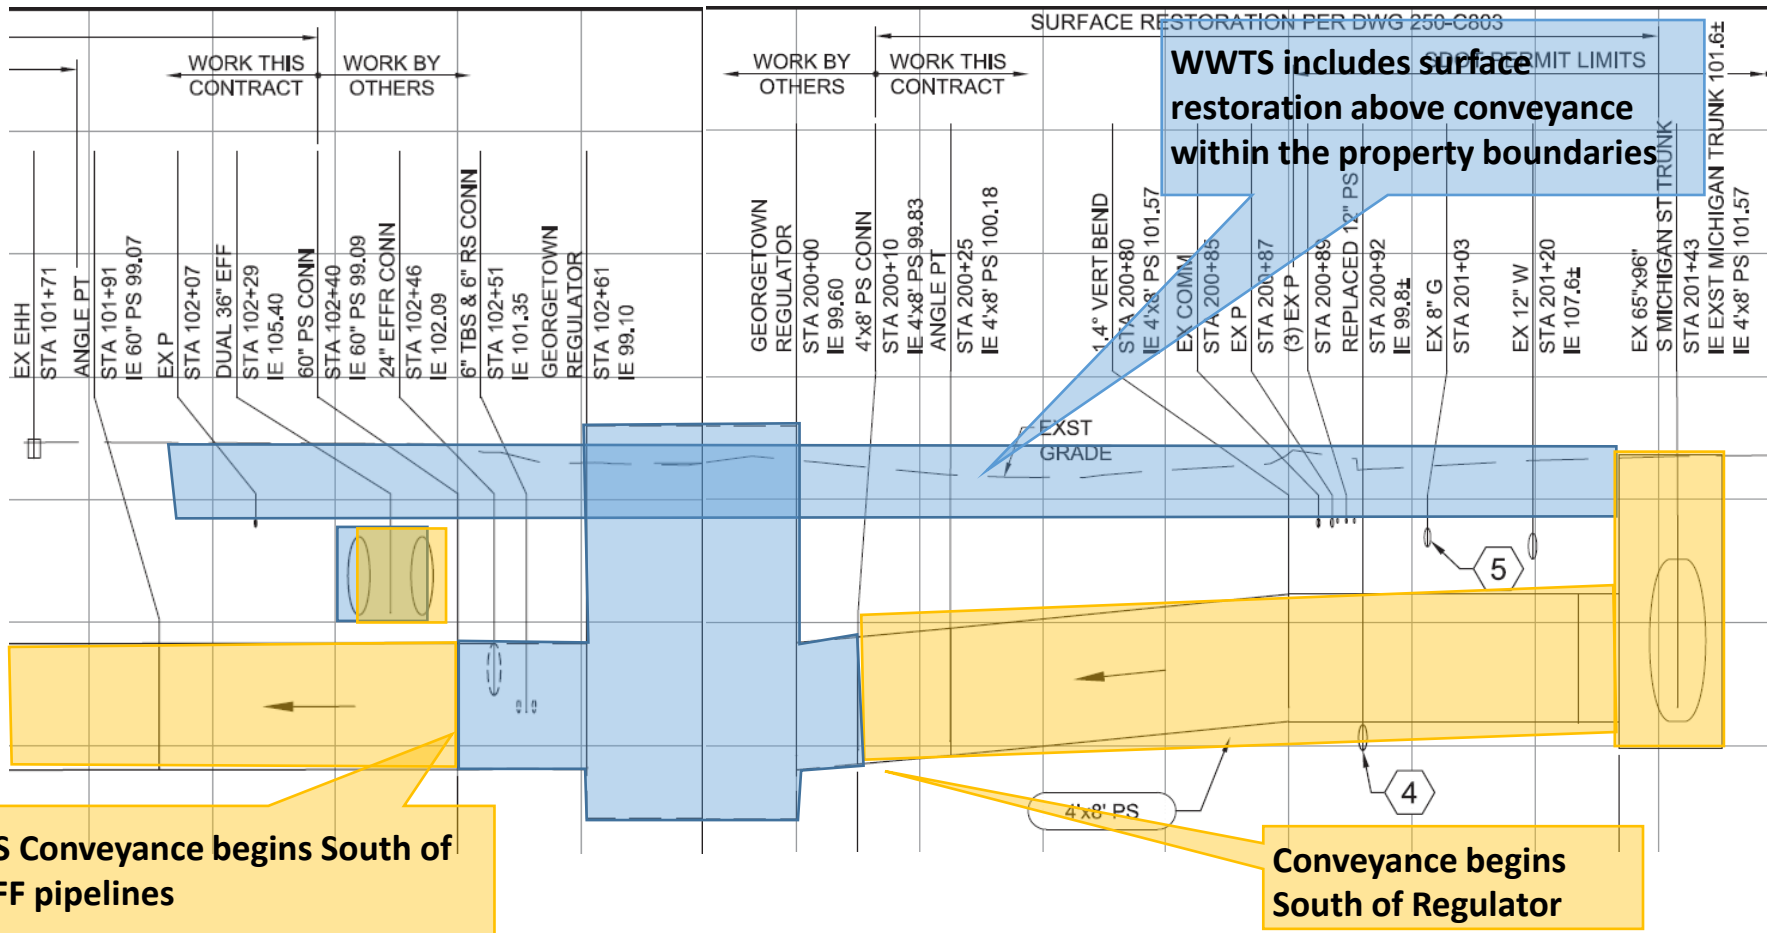 SURFACE RESTORATION PER DWG 250-C803
WORK THIS
CONTRACT
WORK BY
OTHERS
WORK BY
OTHERS
WORK THIS
CONTRACT
SDOT PERMIT LIMITS
WWTS includes surface
restoration above conveyance
within the property boundaries
EX EHH
STA 101+71
ANGLE PT
STA 101+91
IE 60" PS 99.07
EX P
STA 102+07
DUAL 36" EFF
STA 102+29
IE 105.40
60" PS CONN
STA 102+40
IE 60" PS 99.09
24" EFFR CONN
STA 102+46
IE 102.09
6" TBS & 6" RS CONN
STA 102+51
IE 101.35
GEORGETOWN
REGULATOR
STA 102+61
IE 99.10
GEORGETOWN
REGULATOR
STA 200+00
IE 99.60
4'x8' PS CONN
STA 200+10
IE 4'x8' PS 99.83
ANGLE PT
STA 200+25
IE 4'x8' PS 100.18
1.4° VERT BEND
STA 200+80
IE 4'x8' PS 101.57
EX COMM
STA 200+85
EX P
STA 200+87
(3) EX P
STA 200+89
REPLACED 12" PS
STA 200+92
IE 99.8±
EX 8" G
STA 201+03
EX 12" W
STA 201+20
IE 107.6±
EX 65"x96"
S MICHIGAN ST TRUNK
STA 201+43
IE EXST MICHIGAN TRUNK 101.6±
IE 4'x8' PS 101.57
EXST
GRADE
5
4
4'x8' PS
S Conveyance begins South of
FF pipelines
Conveyance begins
South of Regulator